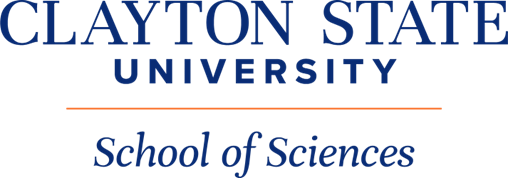 CLAYTON STATE
UNIVERSITY
School of Sciences